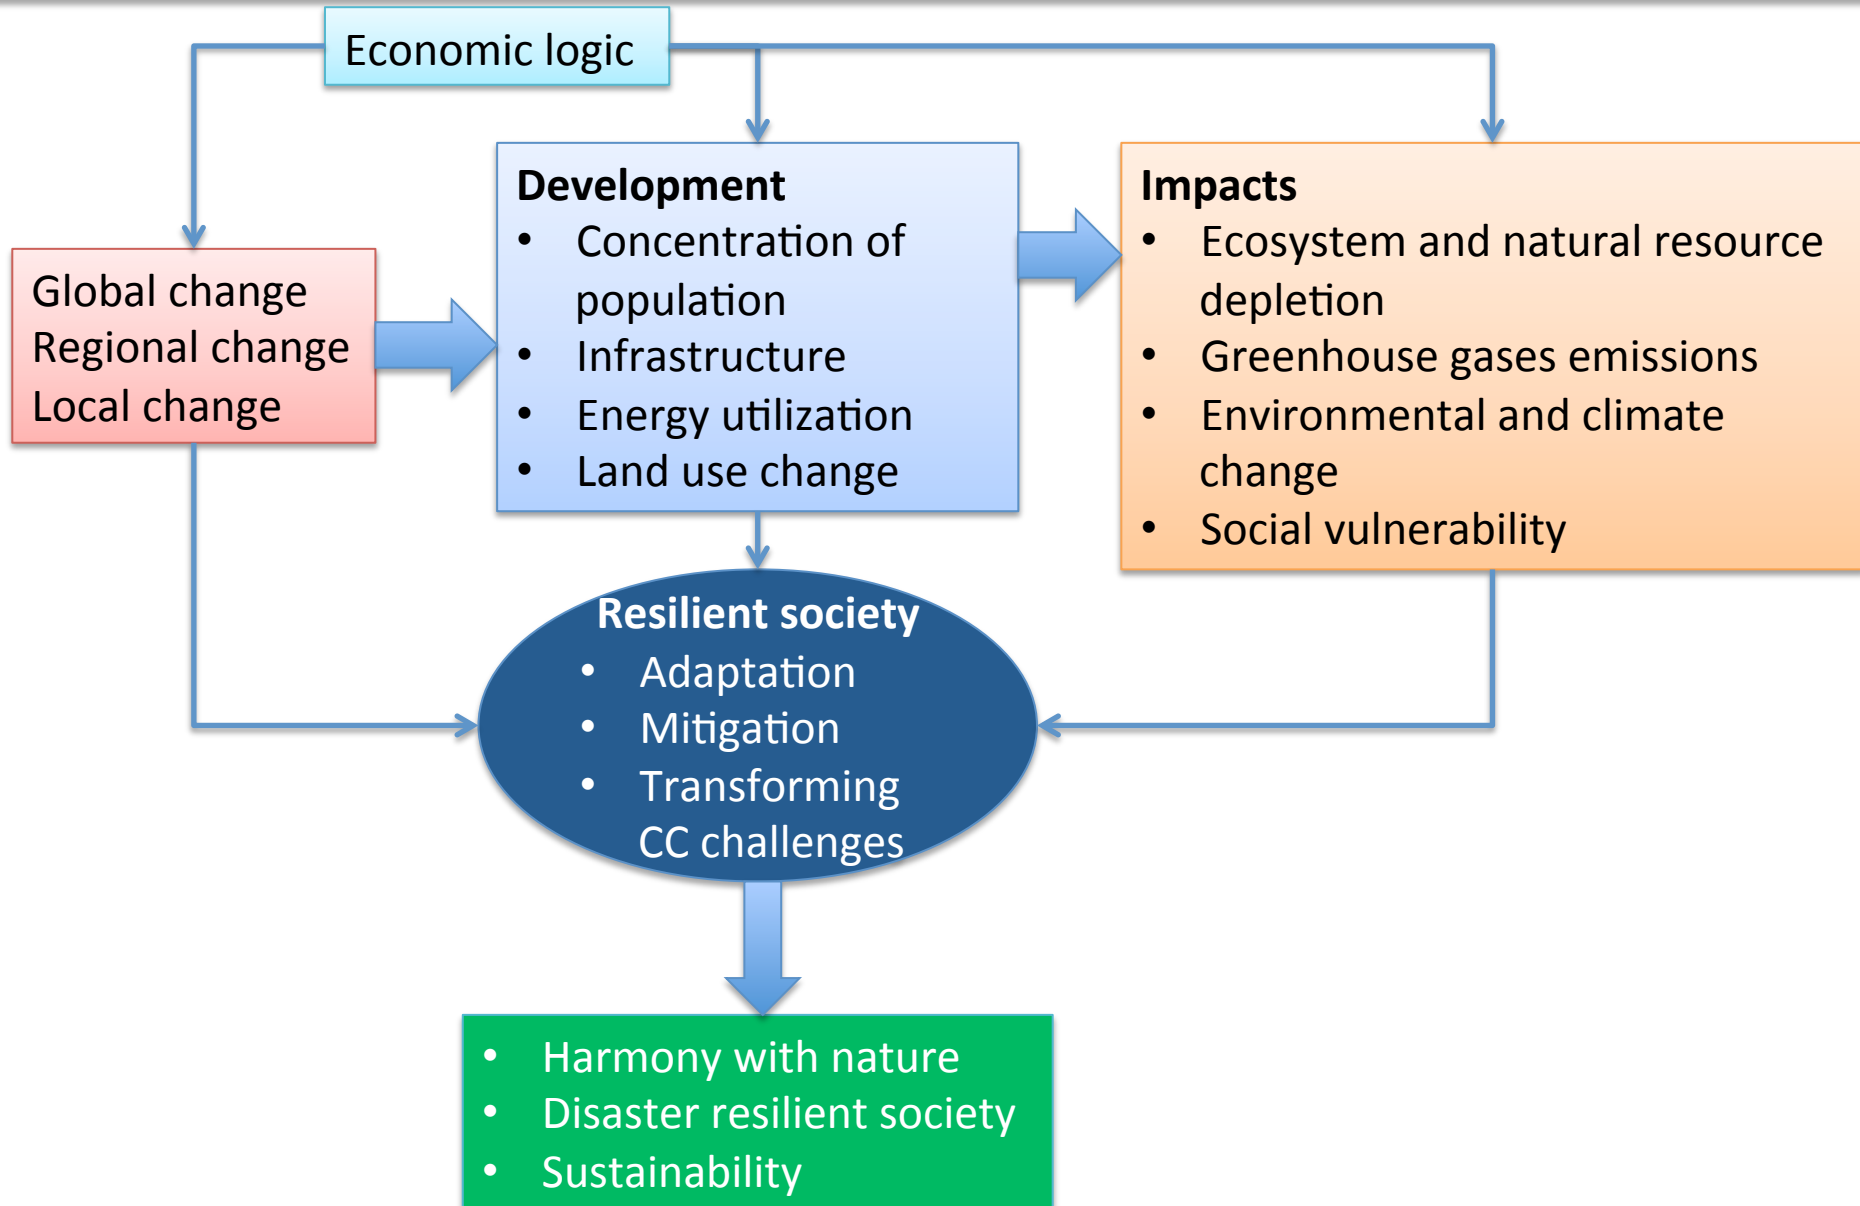 Economic logic
Global change
Regional change
Local change
Development
• Concentration of
population
• Infrastructure
• Energy utilization
• Land use change
Impacts
• Ecosystem and natural resource
depletion
• Greenhouse gases emissions
• Environmental and climate
change
• Social vulnerability
Resilient society
• Adaptation
• Mitigation
• Transforming
CC challenges
• Harmony with nature
• Disaster resilient society
• Sustainability